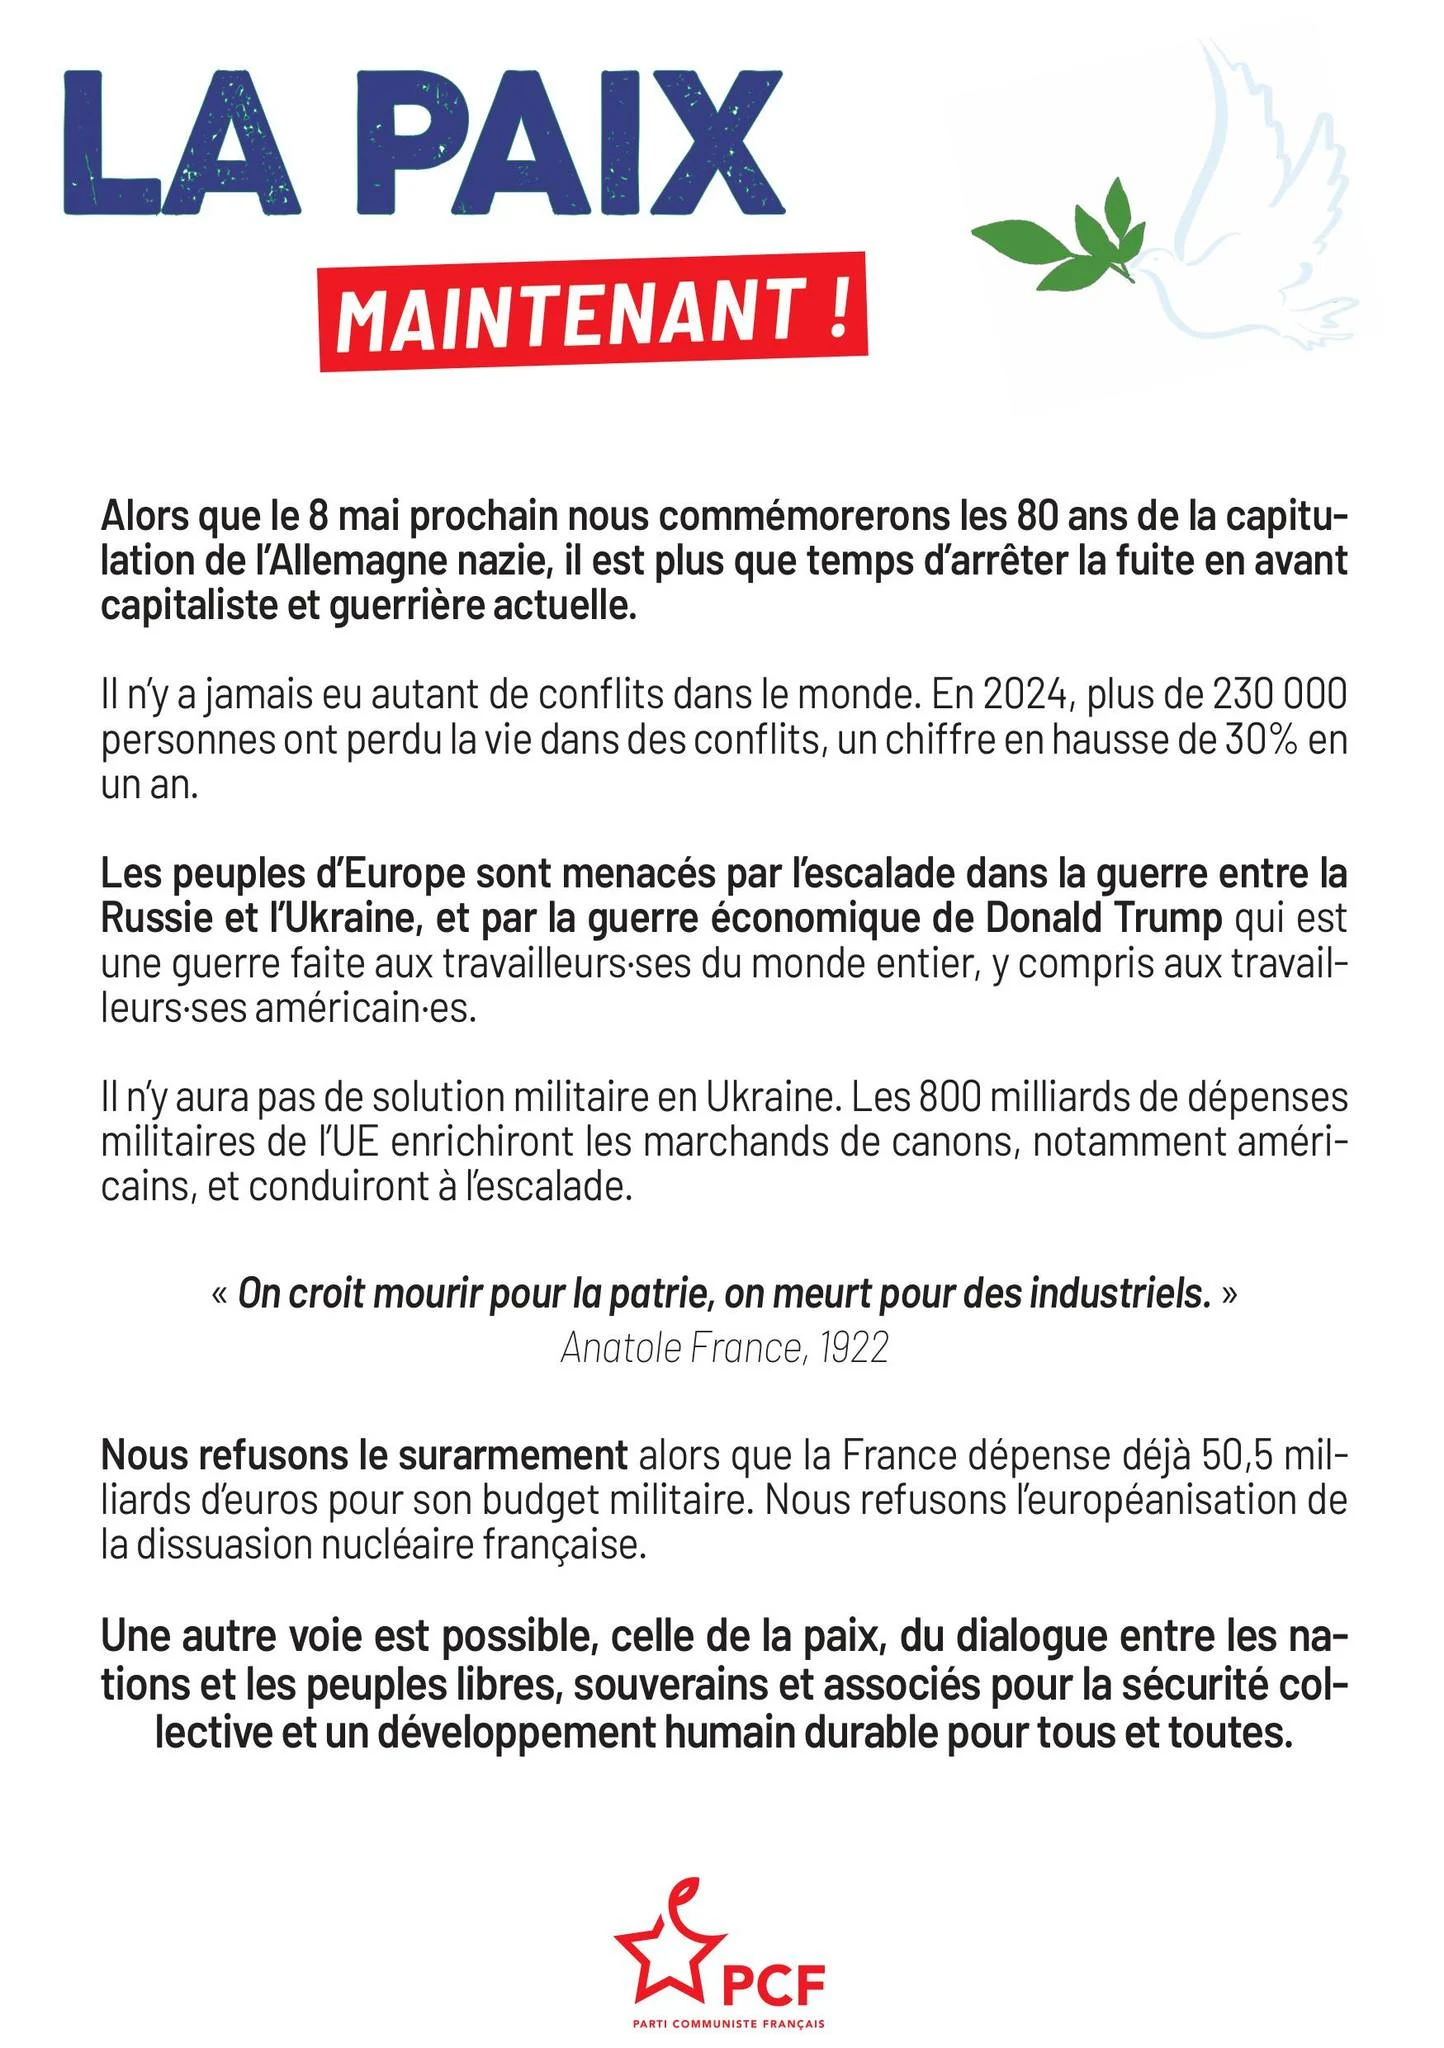 LA PAIX
MAINTENANT !
Alors que le 8 mai prochain nous commémorerons les 80 ans de la capitu-
lation de l'Allemagne nazie, il est plus que temps d'arrêter la fuite en avant
capitaliste et guerrière actuelle.
Il n'y a jamais eu autant de conflits dans le monde. En 2024, plus de 230 000
personnes ont perdu la vie dans des conflits, un chiffre en hausse de 30% en
un an.
Les peuples d'Europe sont menacés par l'escalade dans la guerre entre la
Russie et l'Ukraine, et par la guerre économique de Donald Trump qui est
une guerre faite aux travailleurs·ses du monde entier, y compris aux travail-
leurs·ses américain·es.
Il n'y aura pas de solution militaire en Ukraine. Les 800 milliards de dépenses
militaires de l'UE enrichiront les marchands de canons, notamment améri-
cains, et conduiront à l'escalade.
« On croit mourir pour la patrie, on meurt pour des industriels. »
Anatole France, 1922
Nous refusons le surarmement alors que la France dépense déjà 50,5 mil-
liards d'euros pour son budget militaire. Nous refusons l'européanisation de
la dissuasion nucléaire française.
Une autre voie est possible, celle de la paix, du dialogue entre les na-
tions et les peuples libres, souverains et associés pour la sécurité col-
lective et un développement humain durable pour tous et toutes.
PCF
PARTI COMMUNISTE FRANÇAIS